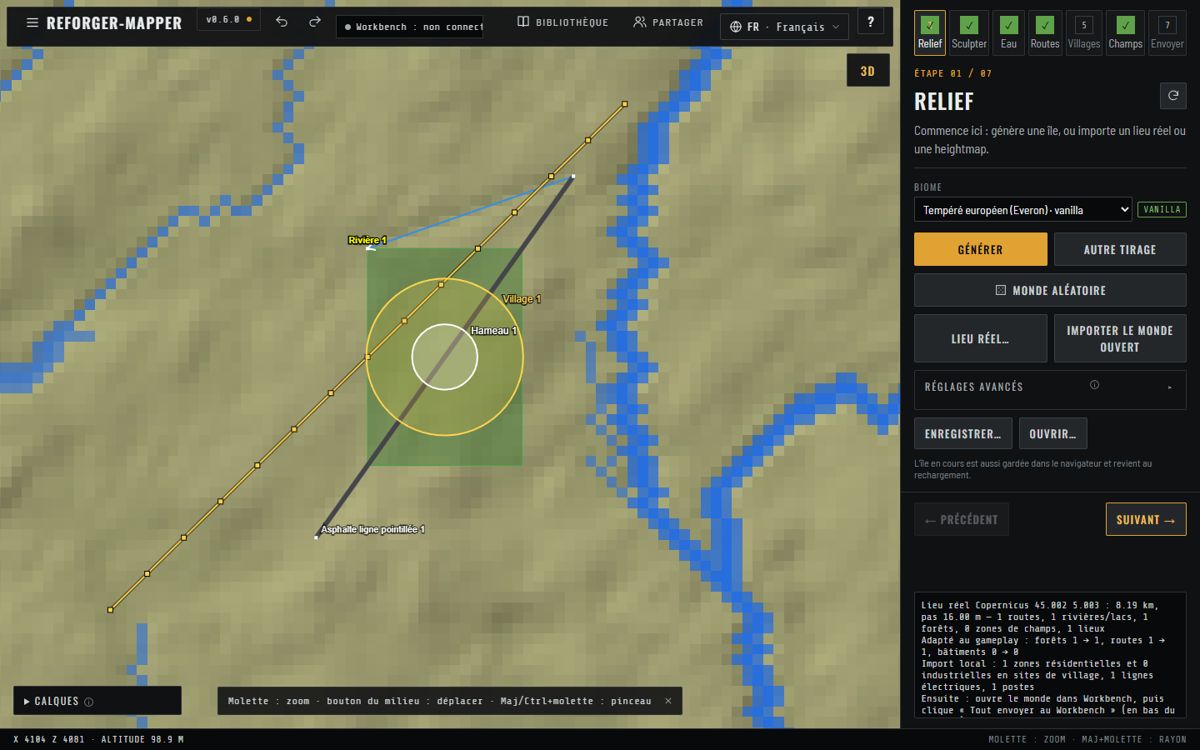 REFORGER-MAPPER
v0.6.0
Workbench : non connect
BIBLIOTHÈQUE
PARTAGER
FR · Français
?
3D
Rivière 1
Village 1
Hameau 1
Asphalte ligne pointillée 1
CALQUES
Molette : zoom · bouton du milieu : déplacer · Maj/Ctrl+molette : pinceau
X 4104 Z 4081 · ALTITUDE 98.9 M
MOLETTE : ZOOM · MAJ+MOLETTE : RAYON
Relief
Sculpter
Eau
Routes
5
Villages
Champs
7
Envoyer
ÉTAPE 01 / 07
RELIEF
Commence ici : génère une île, ou importe un lieu réel ou
une heightmap.
BIOME
Tempéré européen (Everon) · vanilla
VANILLA
GÉNÉRER
AUTRE TIRAGE
MONDE ALÉATOIRE
LIEU RÉEL…
IMPORTER LE MONDE
OUVERT
RÉGLAGES AVANCÉS
ENREGISTRER…
OUVRIR…
L'île en cours est aussi gardée dans le navigateur et revient au
rechargement.
← PRÉCÉDENT
SUIVANT →
Lieu réel Copernicus 45.002 5.003 : 8.19 km,
pas 16.00 m — 1 routes, 1 rivières/lacs, 1
forêts, 0 zones de champs, 1 lieux
Adapté au gameplay : forêts 1 → 1, routes 1 →
1, bâtiments 0 → 0
Import local : 1 zones résidentielles et 0
industrielles en sites de village, 1 lignes
électriques, 1 postes
Ensuite : ouvre le monde dans Workbench, puis
clique « Tout envoyer au Workbench » (en bas du